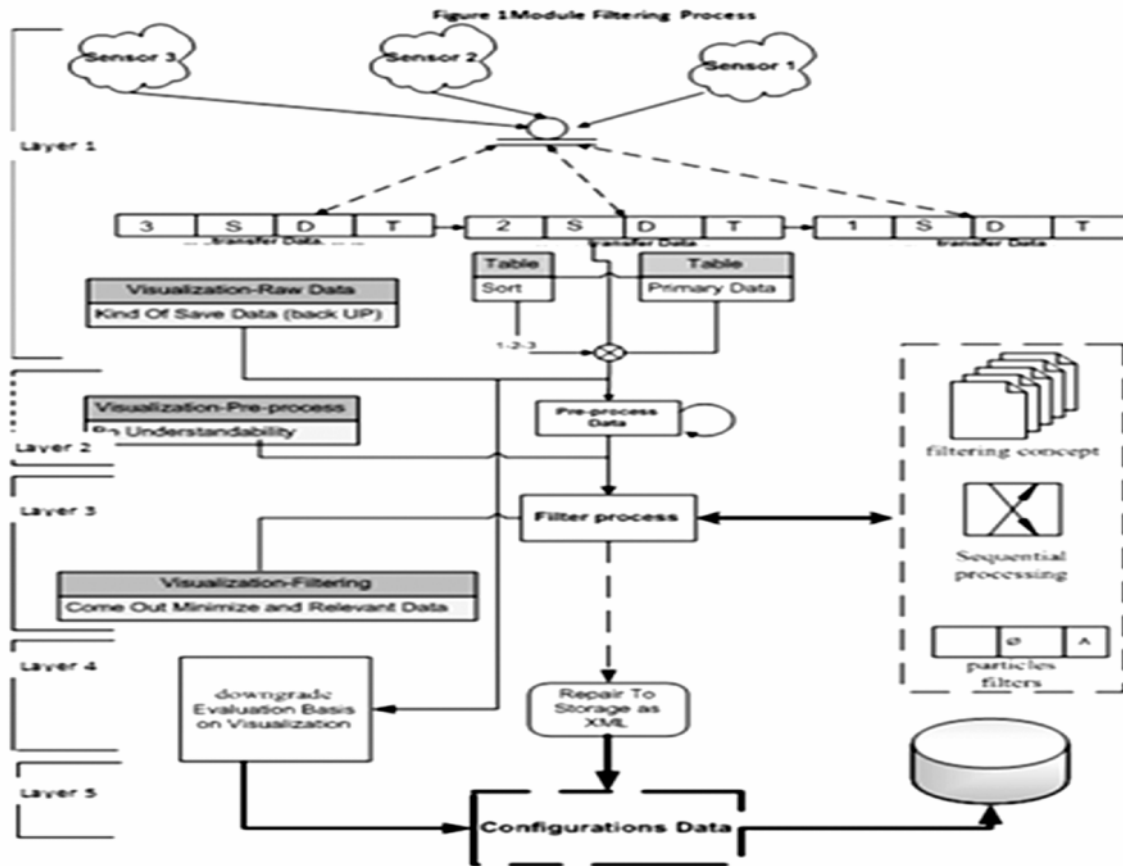 Figure 1Module Filtering Process
Sensor 3
Sensor 2
Sensor 1
Layer 1
3 S D T
2 S D T
1 S D T
transfer Data
transfer Data
transfer Data
Table
Sort
Table
Primary Data
Visualization-Raw Data
Kind Of Save Data (back UP)
1-2-3
Visualization-Pre-process
Understandability
Layer 2
Pre-process
Data
filtering concept
Layer 3
Filter process
Sequential
processing
Visualization-Filtering
Come Out Minimize and Relevant Data
Ø A
particles
filters
Layer 4
downgrade
Evaluation Basis
on Visualization
Repair To
Storage as
XML
Layer 5
Configurations Data